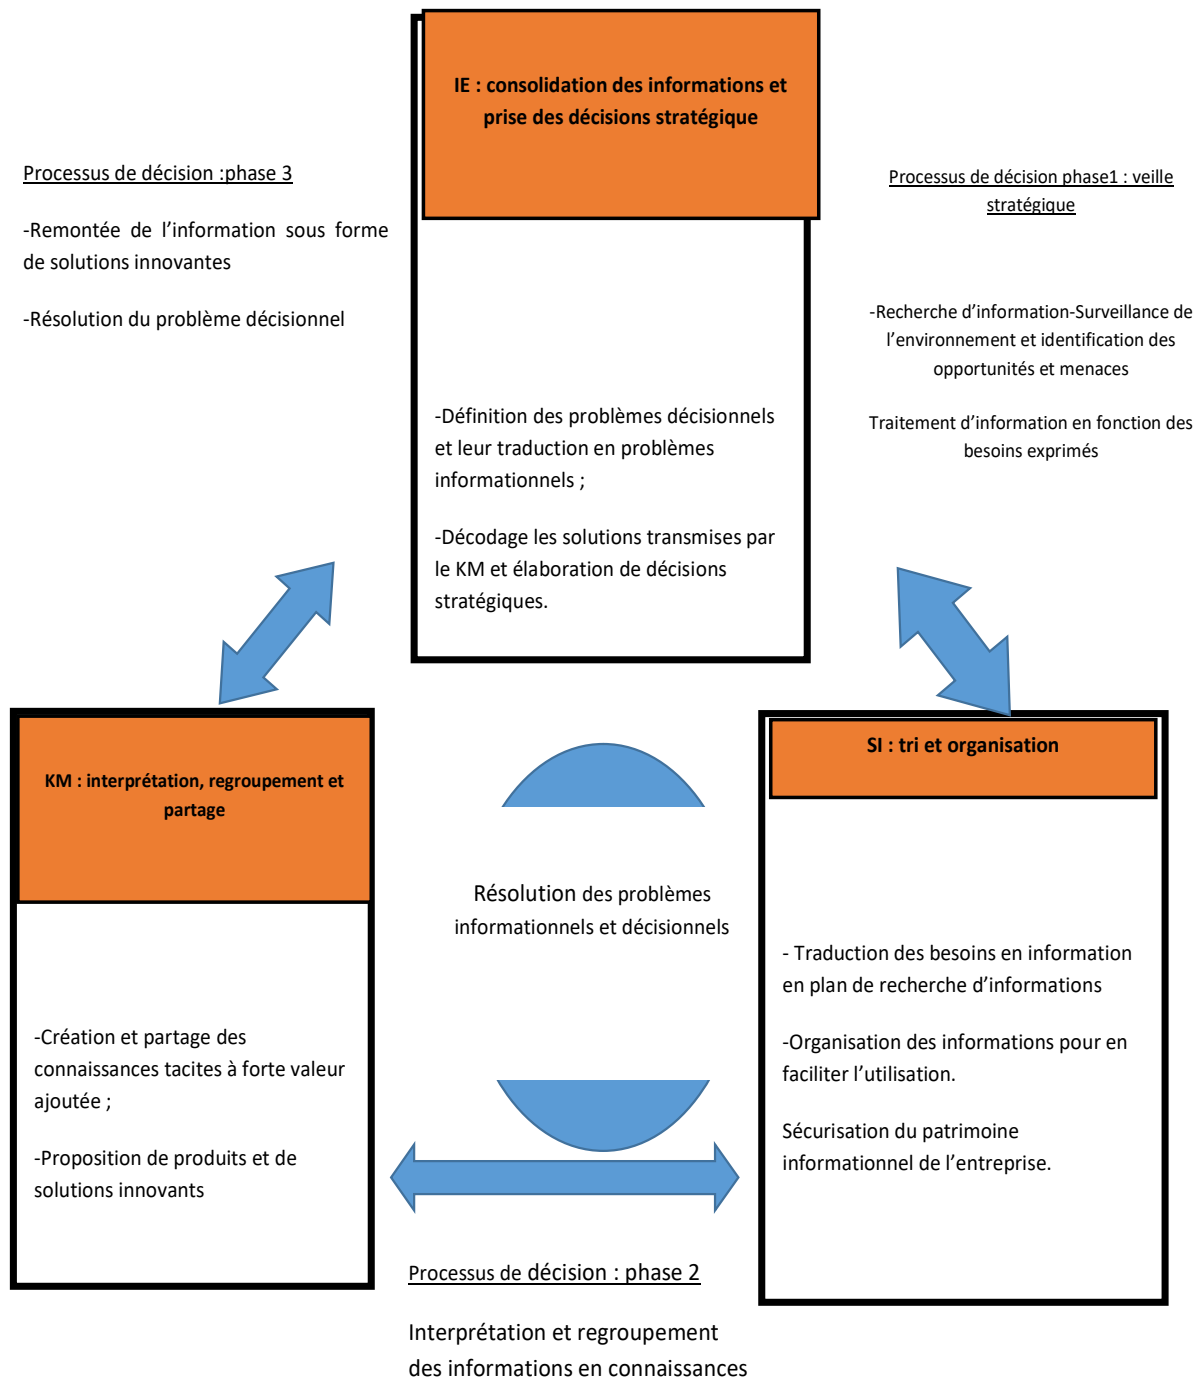 IE : consolidation des informations et
prise des décisions stratégique
Processus de décision :phase 3
-Remontée de l’information sous forme
de solutions innovantes
-Résolution du problème décisionnel
Processus de décision phase1 : veille
stratégique
-Recherche d’information-Surveillance de
l’environnement et identification des
opportunités et menaces
Traitement d’information en fonction des
besoins exprimés
-Définition des problèmes décisionnels
et leur traduction en problèmes
informationnels ;
-Décodage les solutions transmises par
le KM et élaboration de décisions
stratégiques.
KM : interprétation, regroupement et
partage
-Création et partage des
connaissances tacites à forte valeur
ajoutée ;
-Proposition de produits et de
solutions innovants
Résolution des problèmes
informationnels et décisionnels
SI : tri et organisation
- Traduction des besoins en information
en plan de recherche d’informations
-Organisation des informations pour en
faciliter l’utilisation.
Sécurisation du patrimoine
informationnel de l’entreprise.
Processus de décision : phase 2
Interprétation et regroupement
des informations en connaissances